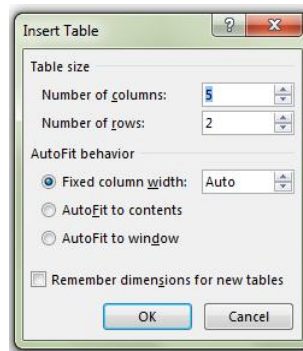 Insert Table
Table size
Number of columns: 5
Number of rows: 2
AutoFit behavior
Fixed column width: Auto
AutoFit to contents
AutoFit to window
Remember dimensions for new tables
OK Cancel